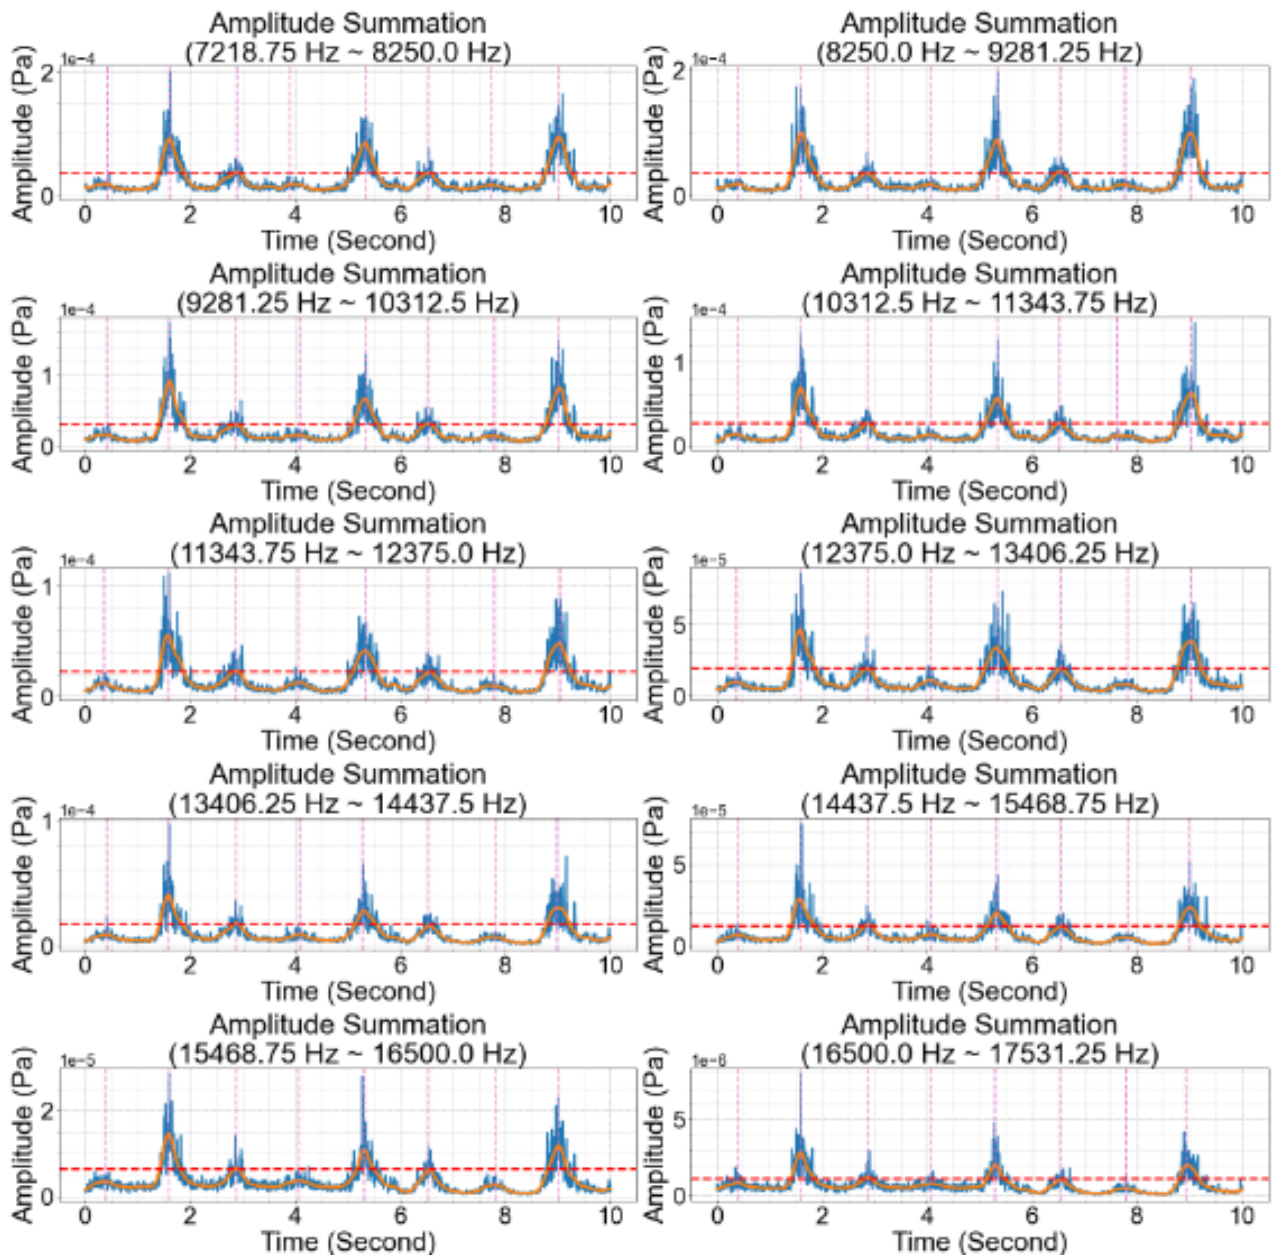 Amplitude Summation
(7218.75 Hz ~ 8250.0 Hz)
1e-4
Amplitude (Pa)
2
0
0 2 4 6 8 10
Time (Second)
Amplitude Summation
(8250.0 Hz ~ 9281.25 Hz)
1e-4
Amplitude (Pa)
2
0
0 2 4 6 8 10
Time (Second)
Amplitude Summation
(9281.25 Hz ~ 10312.5 Hz)
1e-4
Amplitude (Pa)
1
0
0 2 4 6 8 10
Time (Second)
Amplitude Summation
(10312.5 Hz ~ 11343.75 Hz)
1e-4
Amplitude (Pa)
1
0
0 2 4 6 8 10
Time (Second)
Amplitude Summation
(11343.75 Hz ~ 12375.0 Hz)
1e-4
Amplitude (Pa)
1
0
0 2 4 6 8 10
Time (Second)
Amplitude Summation
(12375.0 Hz ~ 13406.25 Hz)
1e-5
Amplitude (Pa)
5
0
0 2 4 6 8 10
Time (Second)
Amplitude Summation
(13406.25 Hz ~ 14437.5 Hz)
1e-4
Amplitude (Pa)
1
0
0 2 4 6 8 10
Time (Second)
Amplitude Summation
(14437.5 Hz ~ 15468.75 Hz)
1e-5
Amplitude (Pa)
5
0
0 2 4 6 8 10
Time (Second)
Amplitude Summation
(15468.75 Hz ~ 16500.0 Hz)
1e-5
Amplitude (Pa)
2
0
0 2 4 6 8 10
Time (Second)
Amplitude Summation
(16500.0 Hz ~ 17531.25 Hz)
1e-6
Amplitude (Pa)
5
0
0 2 4 6 8 10
Time (Second)